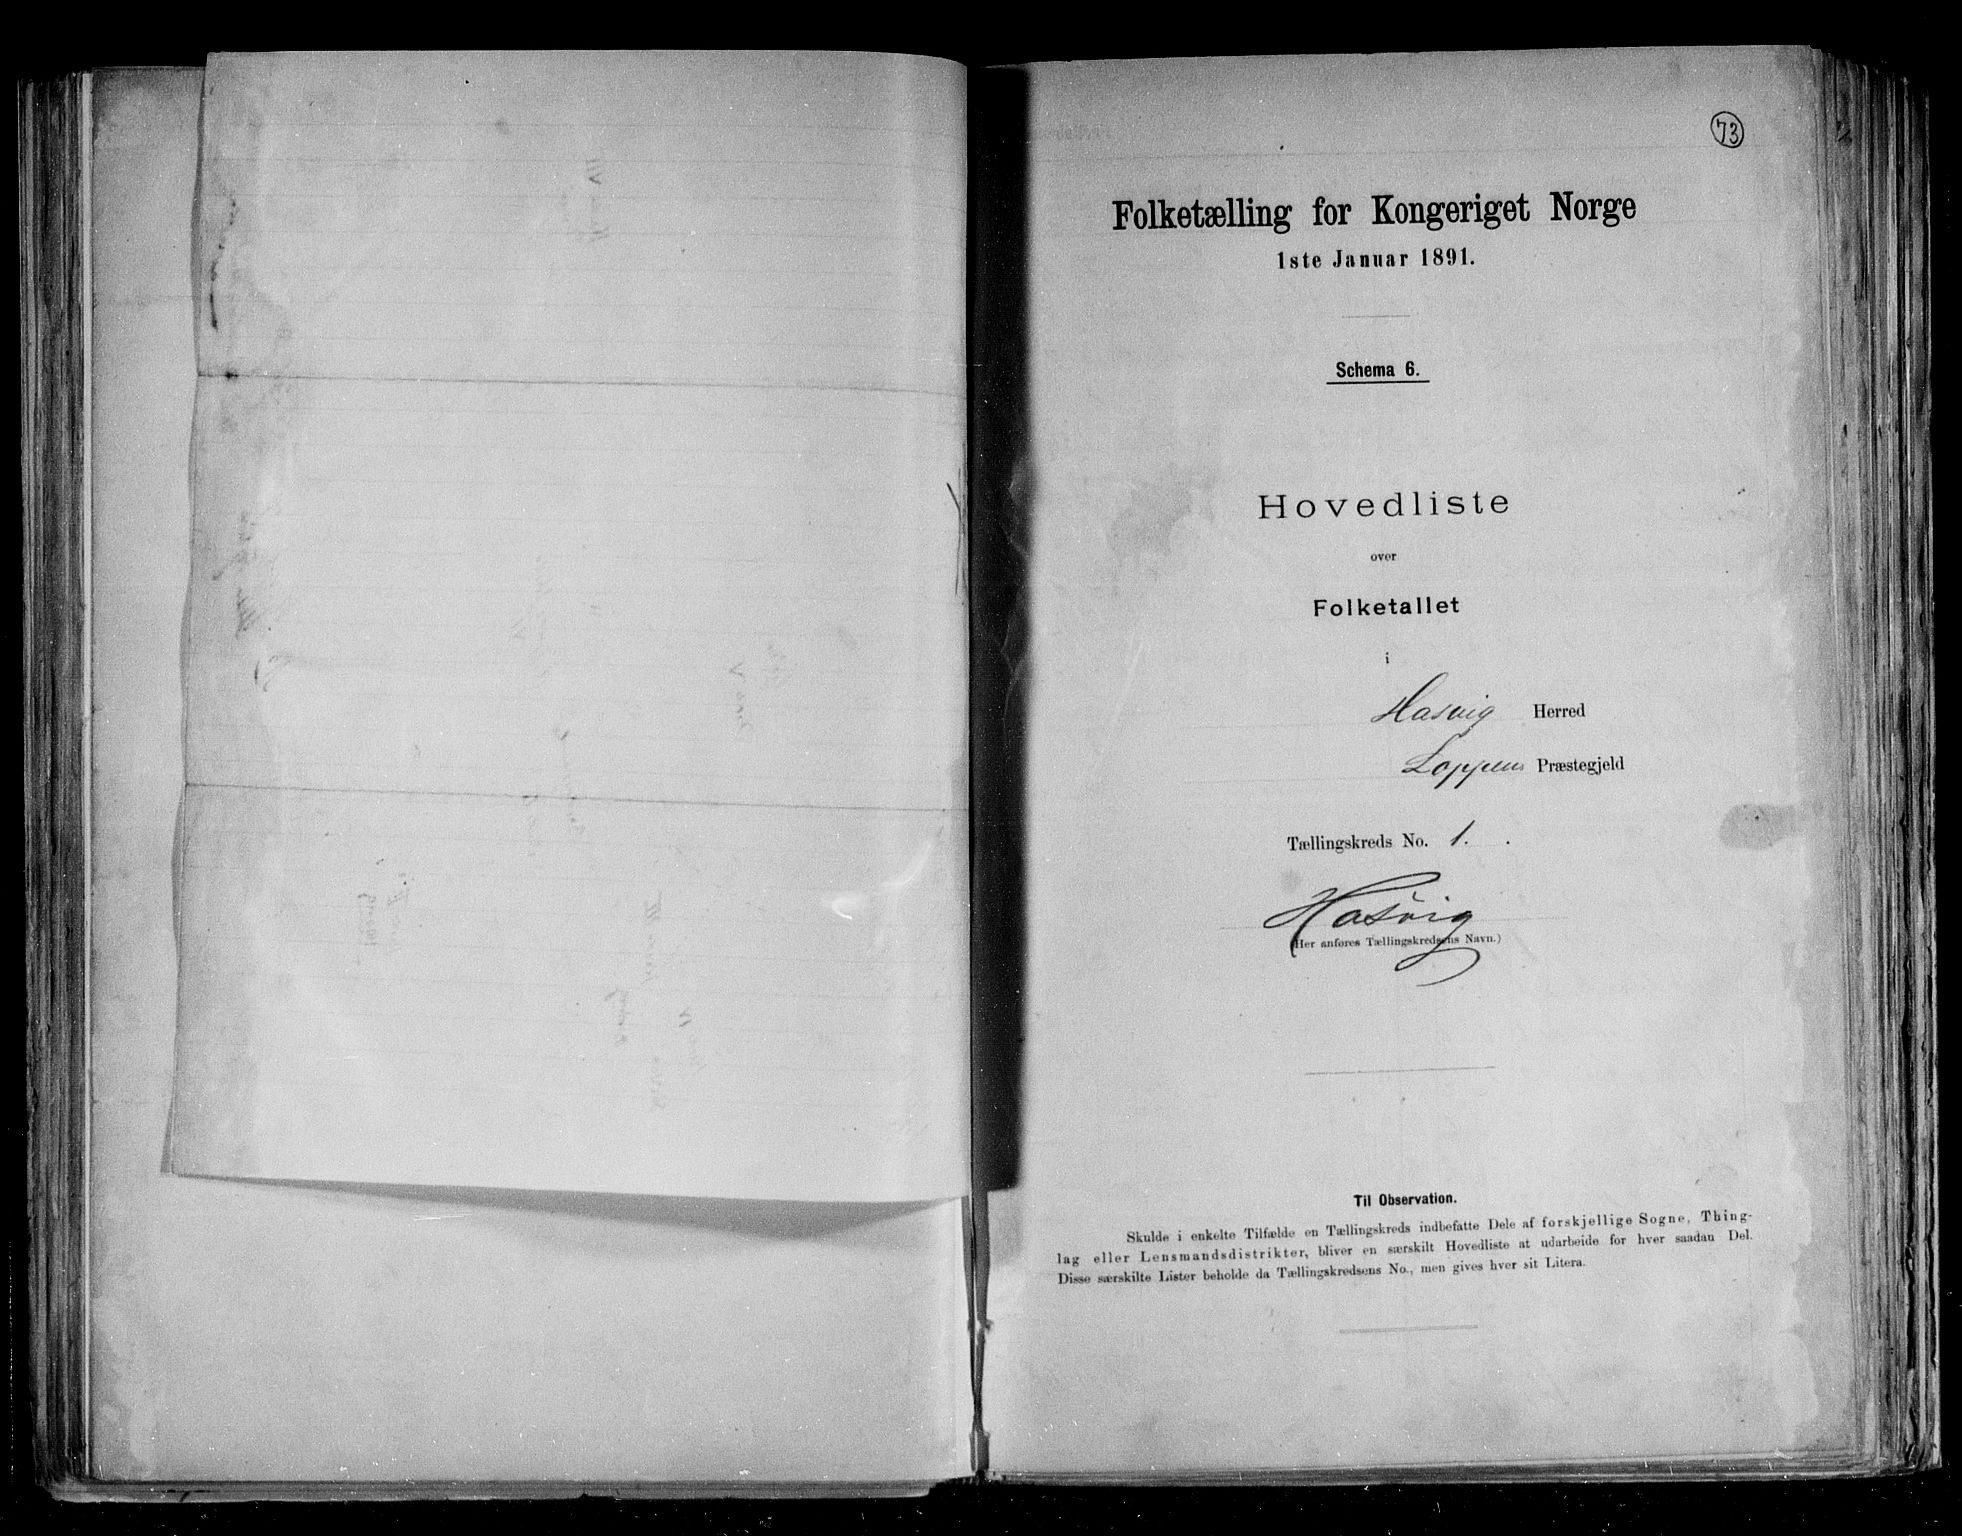 73
Folketælling for Kongeriget Norge
1ste Januar 1891.
Schema 6.
Hovedliste
over
Folketallet
i
Hasvig Herred
Loppens Præstegjeld
Tællingskreds No. 1.
Hasvig
(Her anføres Tællingskredsens Navn.)
Til Observation.
Skulde i enkelte Tilfælde en Tællingskreds indbefatte Dele af forskjellige Sogne, Thing-
lag eller Lensmandsdistrikter, bliver en særskilt Hovedliste at udarbeide for hver saadan Del.
Disse særskilte Lister beholde da Tællingskredsens No., men gives hver sit Litera.